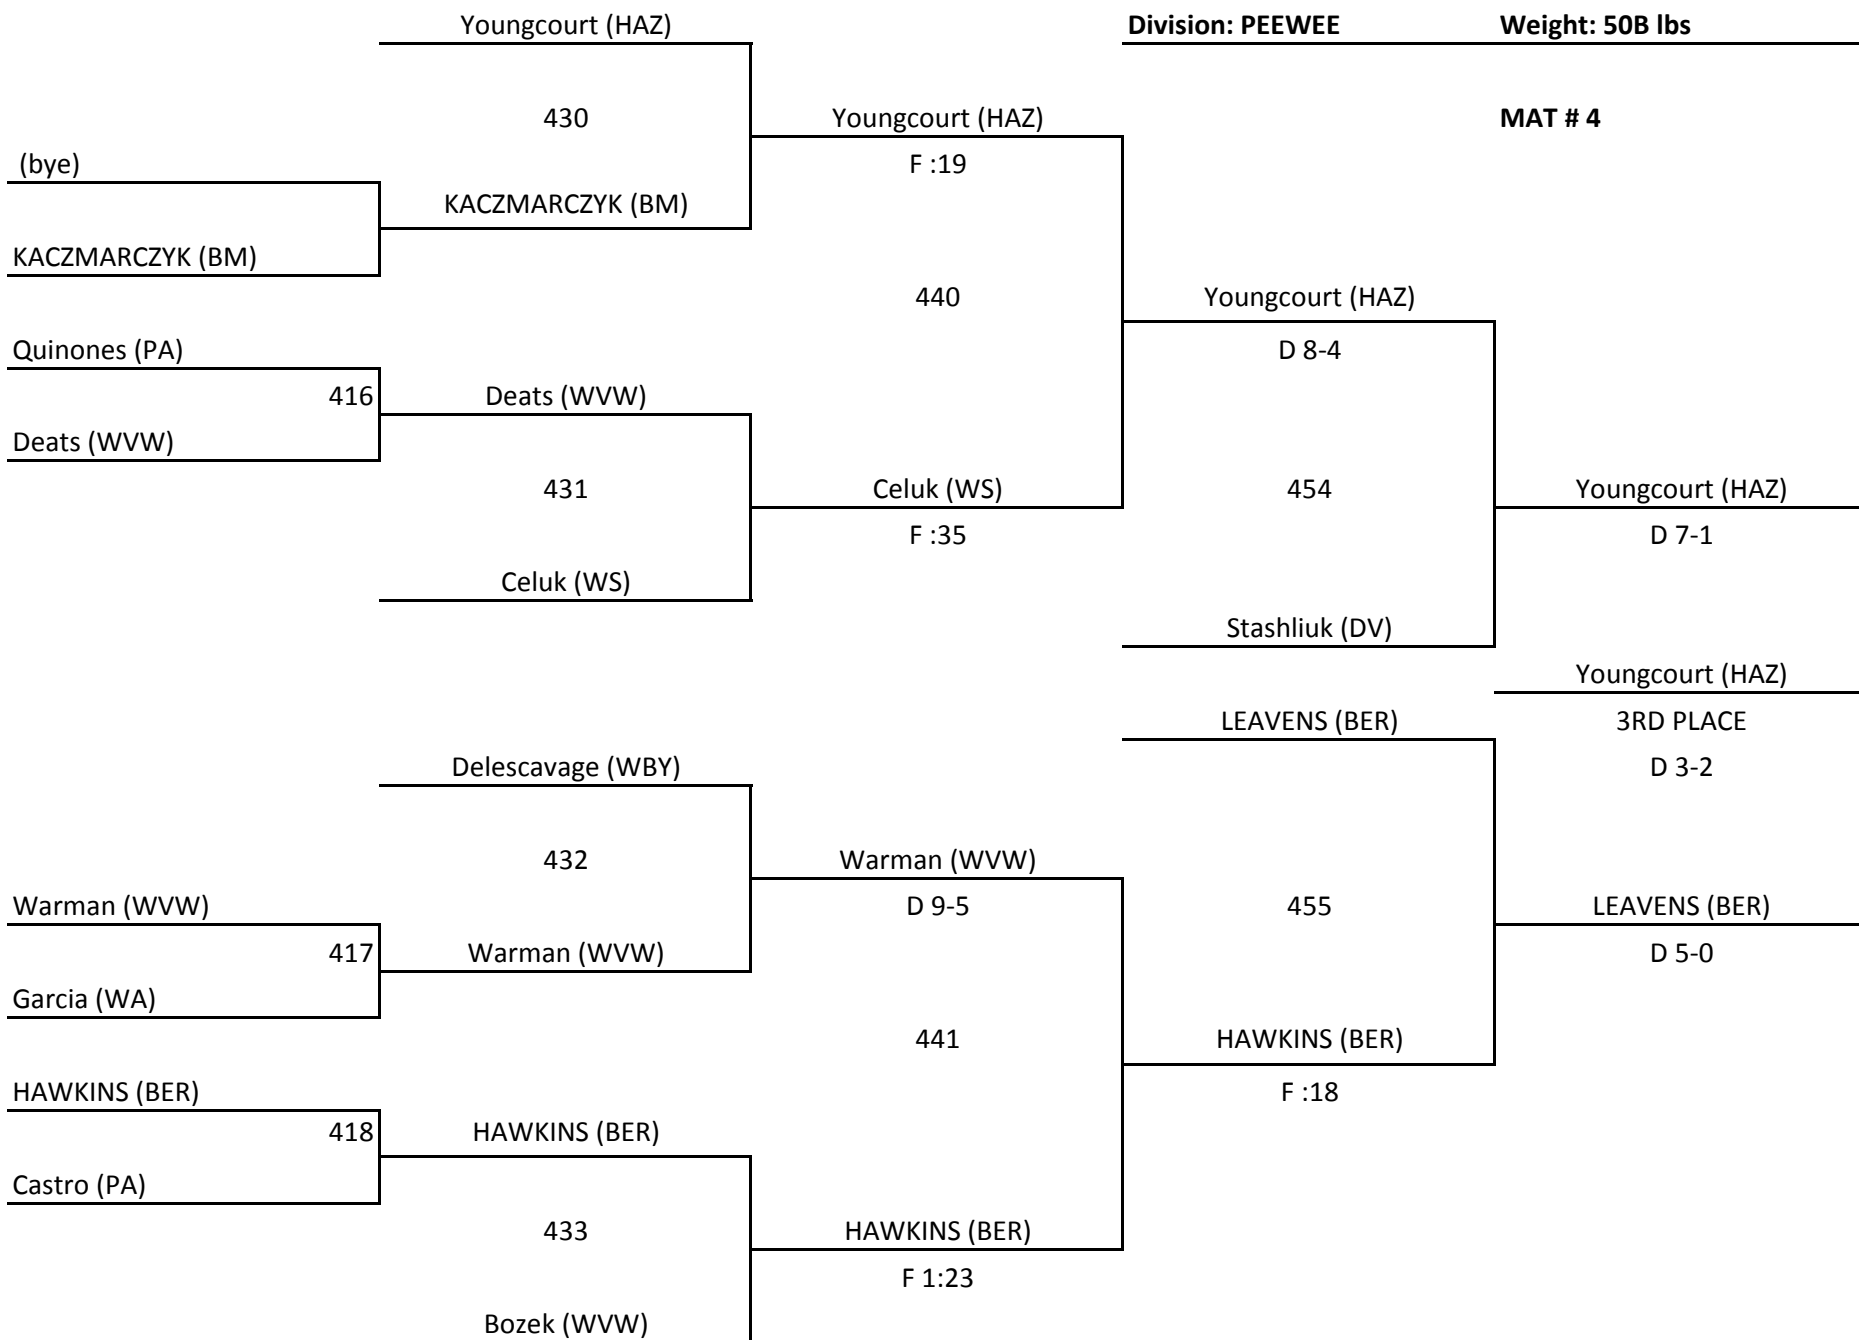 Youngcourt (HAZ)
Division: PEEWEE Weight: 50B lbs
430
Youngcourt (HAZ)
MAT # 4
(bye)
F :19
KACZMARCZYK (BM)
KACZMARCZYK (BM)
440
Youngcourt (HAZ)
Quinones (PA)
D 8-4
416
Deats (WVW)
Deats (WVW)
431
Celuk (WS)
454
Youngcourt (HAZ)
F :35
D 7-1
Celuk (WS)
Stashliuk (DV)
Youngcourt (HAZ)
LEAVENS (BER)
3RD PLACE
Delescavage (WBY)
D 3-2
432
Warman (WVW)
Warman (WVW)
D 9-5
455
LEAVENS (BER)
417
Warman (WVW)
D 5-0
Garcia (WA)
441
HAWKINS (BER)
HAWKINS (BER)
F :18
418
HAWKINS (BER)
Castro (PA)
433
HAWKINS (BER)
F 1:23
Bozek (WVW)